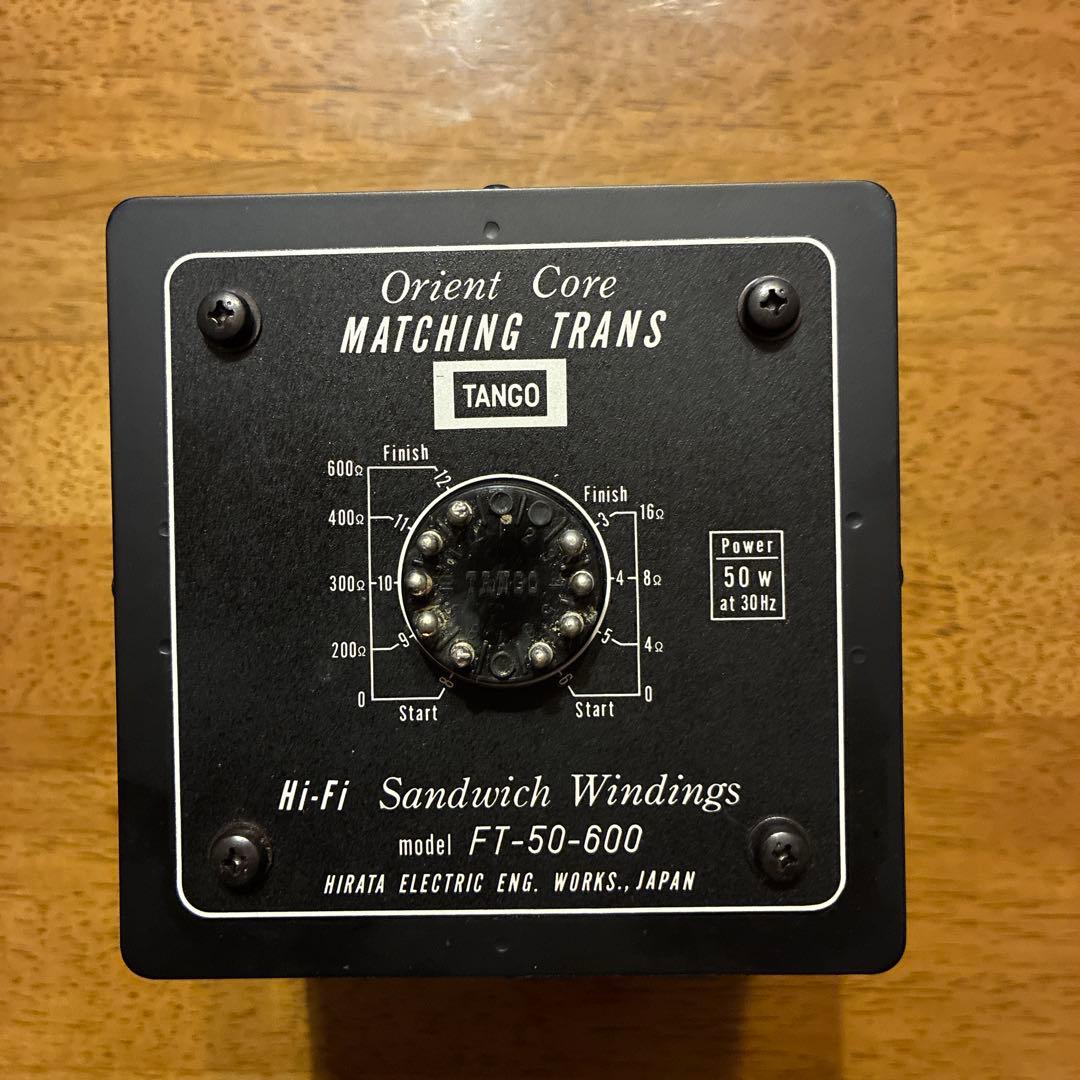 Orient Core
MATCHING TRANS
TANGO
Finish
600Ω
12
Finish
400Ω
11
3
16Ω
TANGO
300Ω
10
4
8Ω
Power
50 W
at 30Hz
200Ω
9
5
4Ω
0
8
6
0
Start
Start
Hi-Fi Sandwich Windings
model FT-50-600
HIRATA ELECTRIC ENG. WORKS., JAPAN